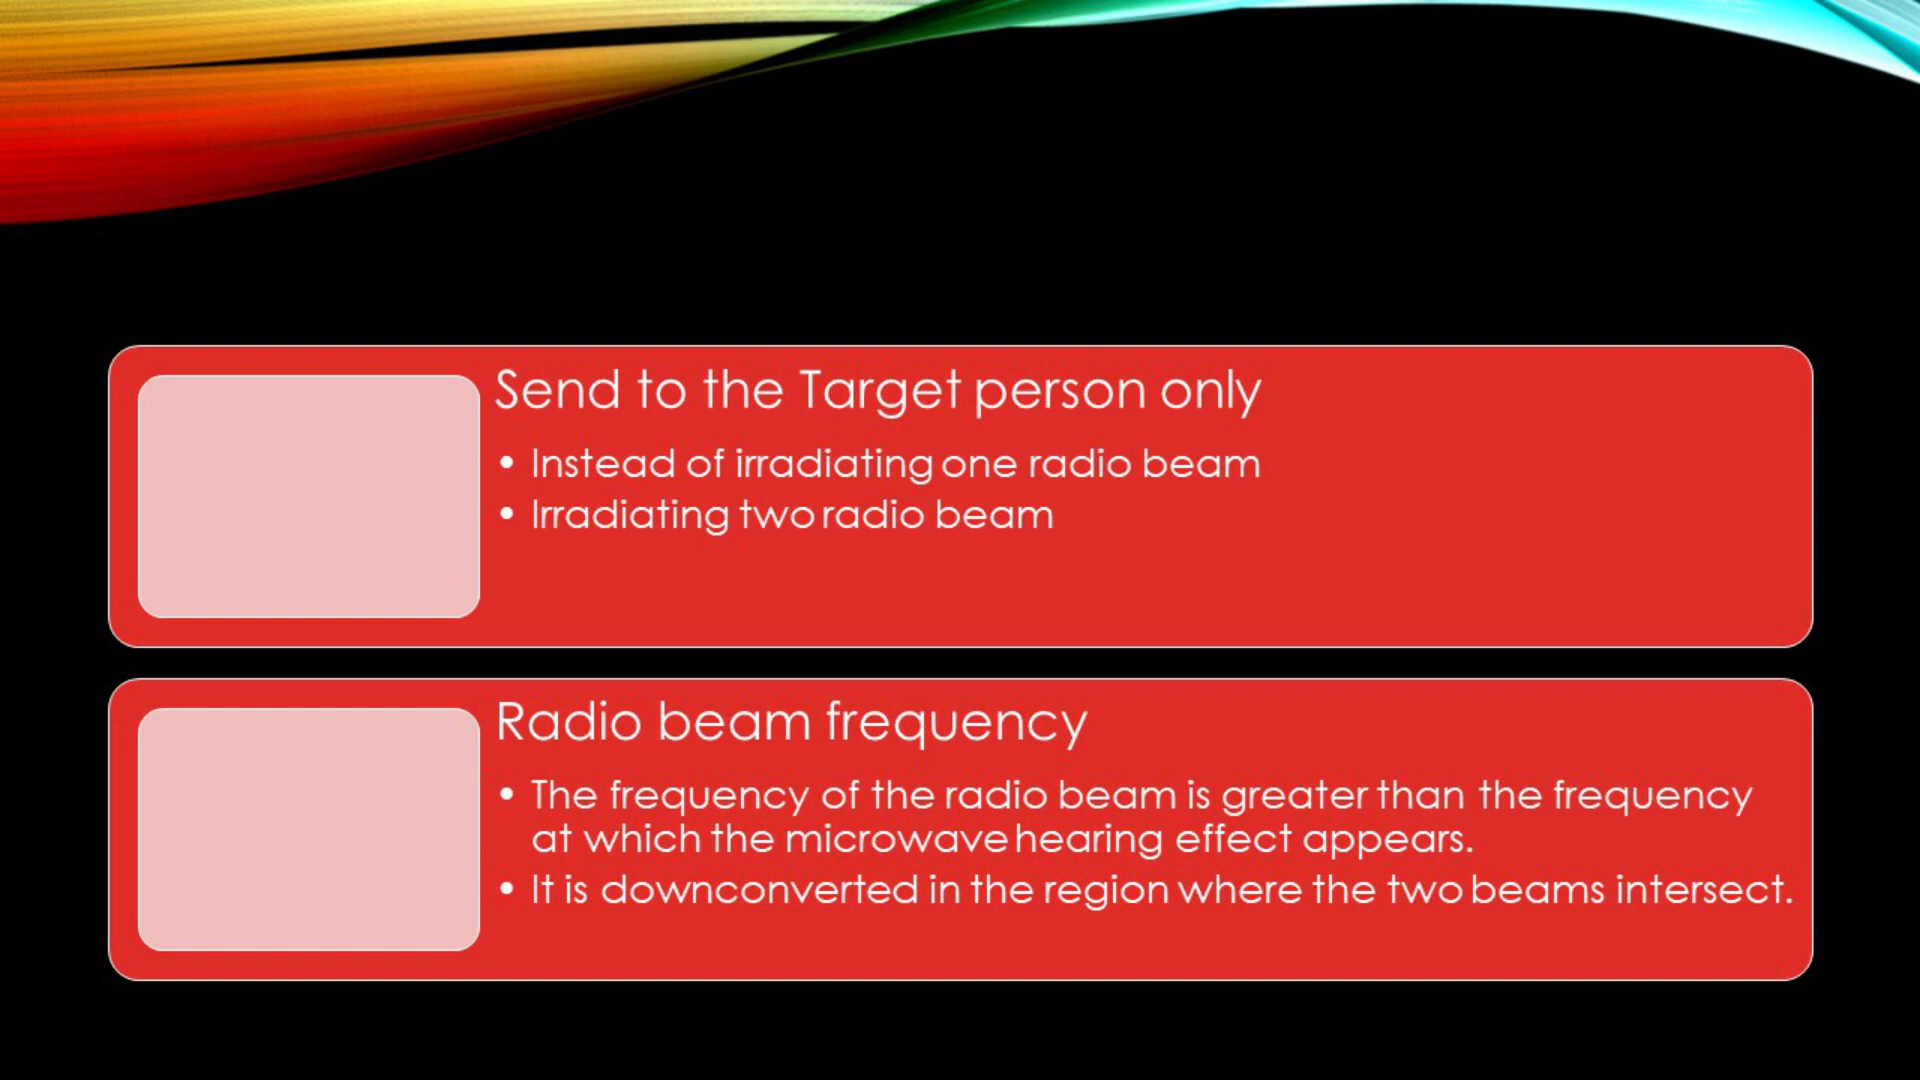 Send to the Target person only
• Instead of irradiating one radio beam
• Irradiating two radio beam
Radio beam frequency
• The frequency of the radio beam is greater than the frequency
at which the microwave hearing effect appears.
• It is downconverted in the region where the two beams intersect.